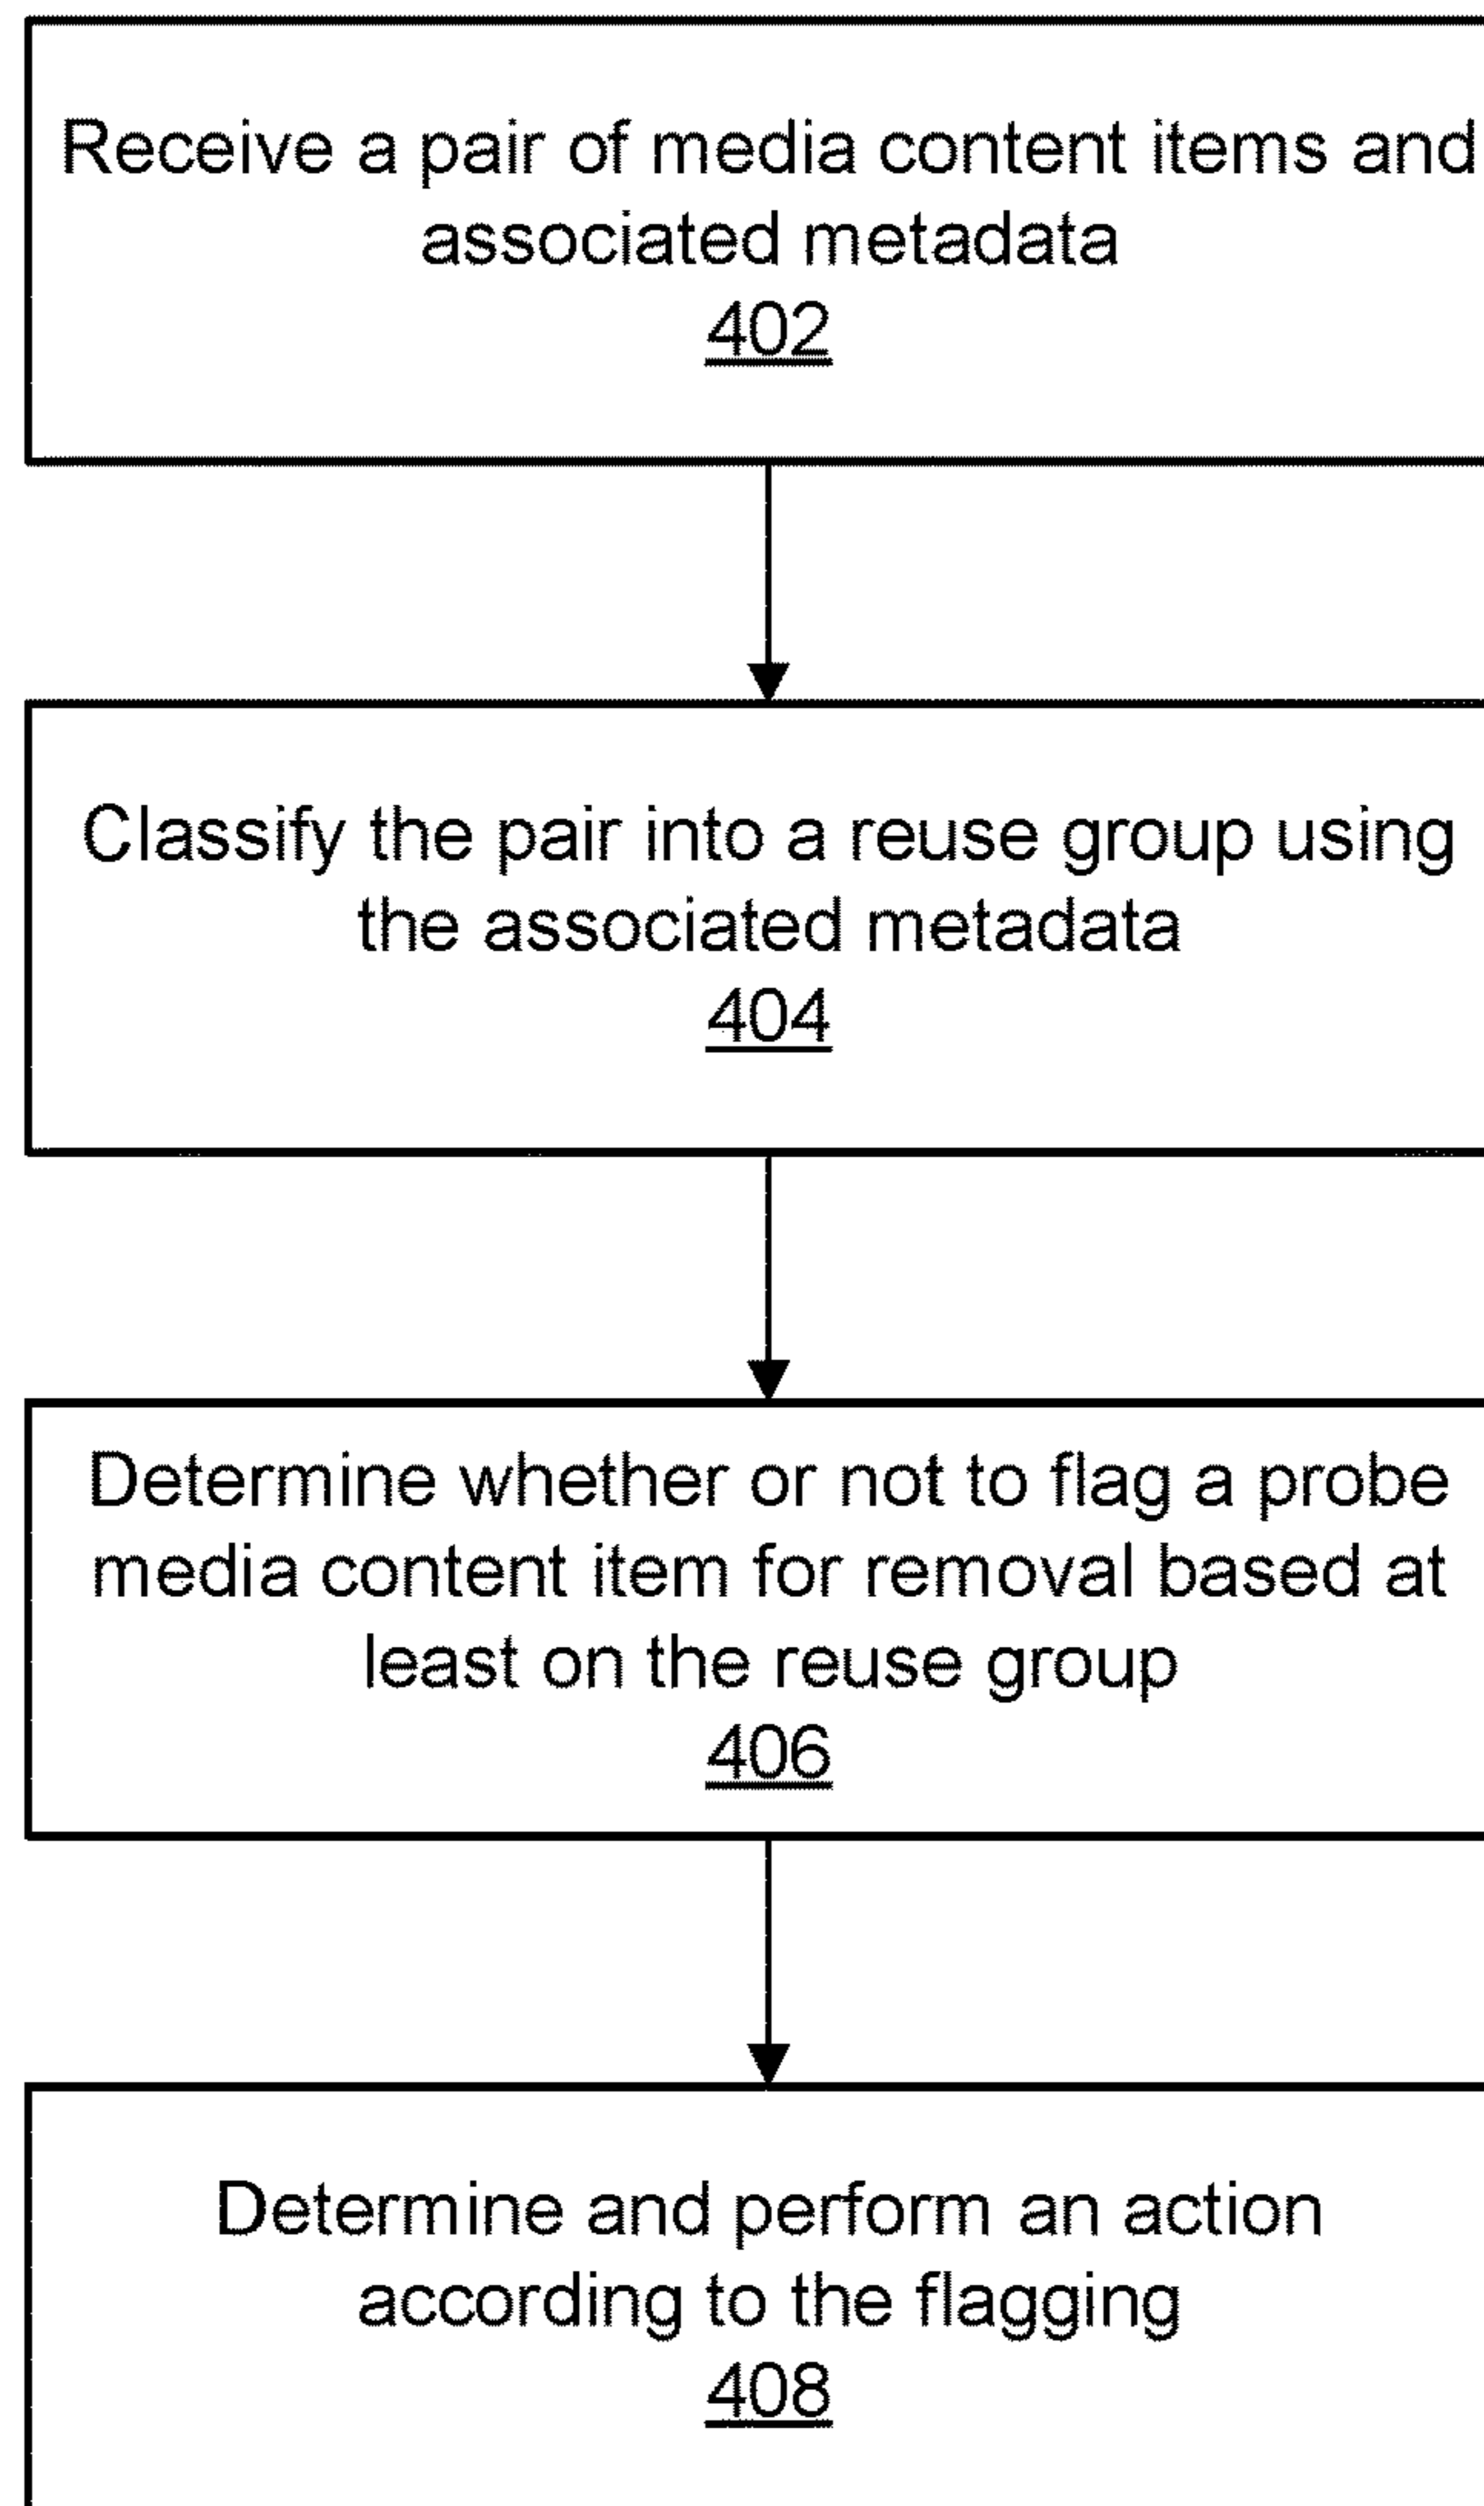 Receive a pair of media content items and
associated metadata
402
Classify the pair into a reuse group using
the associated metadata
404
Determine whether or not to flag a probe
media content item for removal based at
least on the reuse group
406
Determine and perform an action
according to the flagging
408